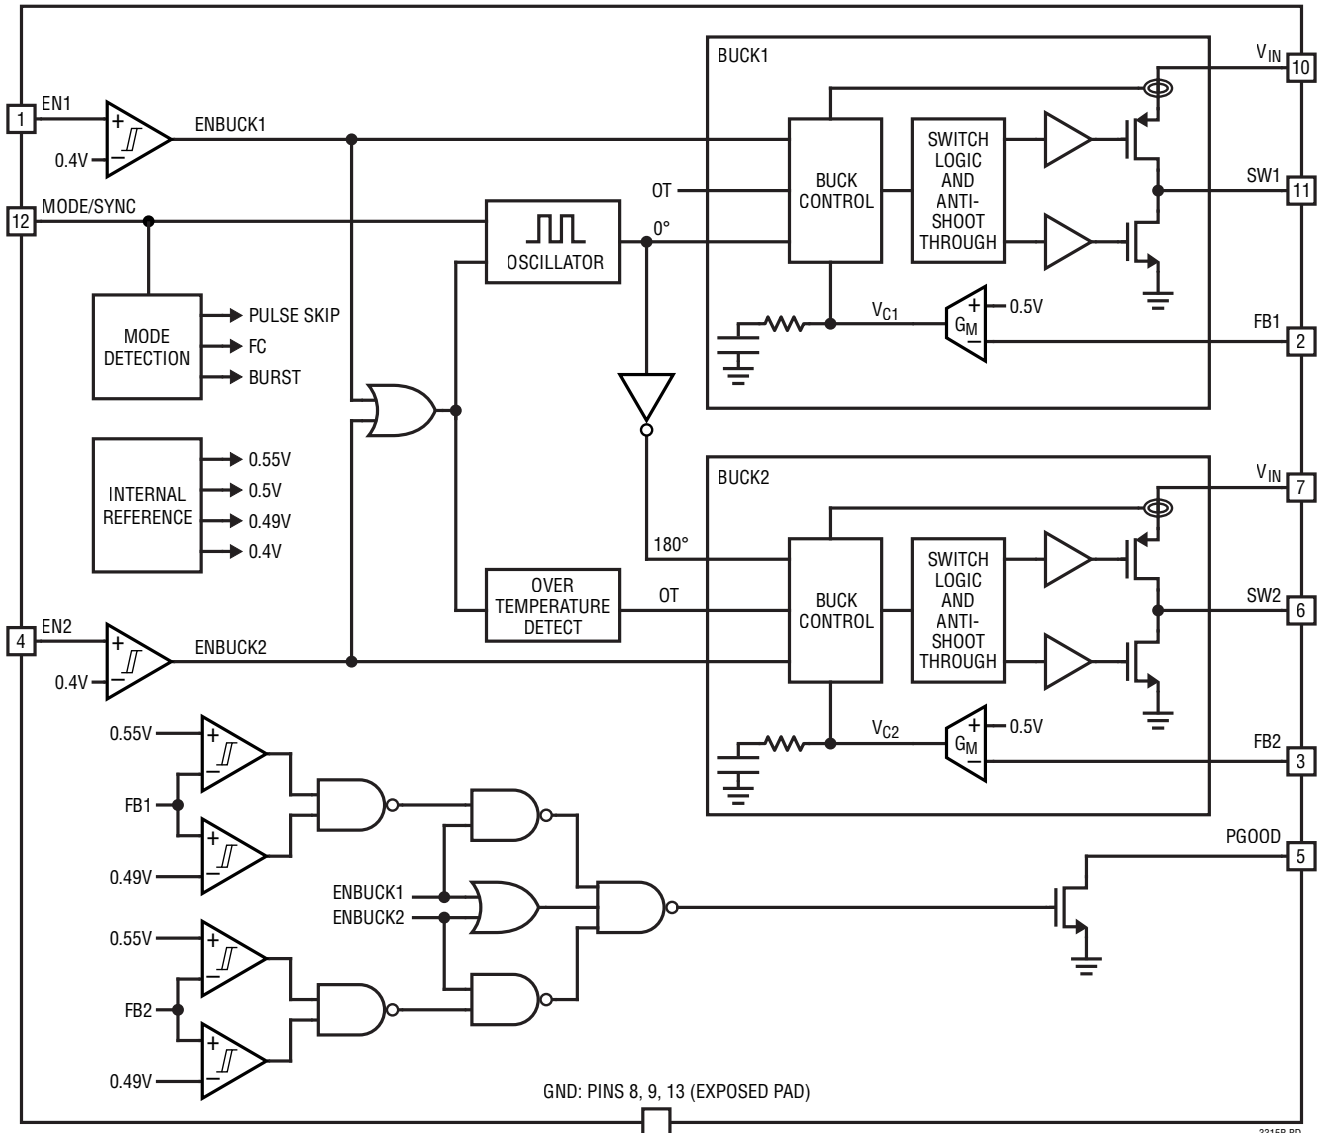 BUCK1
VIN
10
1
EN1
+
−
0.4V
ENBUCK1
12
MODE/SYNC
OT
0°
OSCILLATOR
BUCK
CONTROL
SWITCH
LOGIC
AND
ANTI-
SHOOT
THROUGH
SW1
11
MODE
DETECTION
PULSE SKIP
FC
BURST
VC1
GM
+
−
0.5V
FB1
2
INTERNAL
REFERENCE
0.55V
0.5V
0.49V
0.4V
BUCK2
VIN
7
180°
OVER
TEMPERATURE
DETECT
OT
BUCK
CONTROL
SWITCH
LOGIC
AND
ANTI-
SHOOT
THROUGH
SW2
6
4
EN2
+
−
0.4V
ENBUCK2
VC2
GM
+
−
0.5V
FB2
3
0.55V
+
−
FB1
+
−
0.49V
ENBUCK1
ENBUCK2
PGOOD
5
0.55V
+
−
FB2
+
−
0.49V
GND: PINS 8, 9, 13 (EXPOSED PAD)